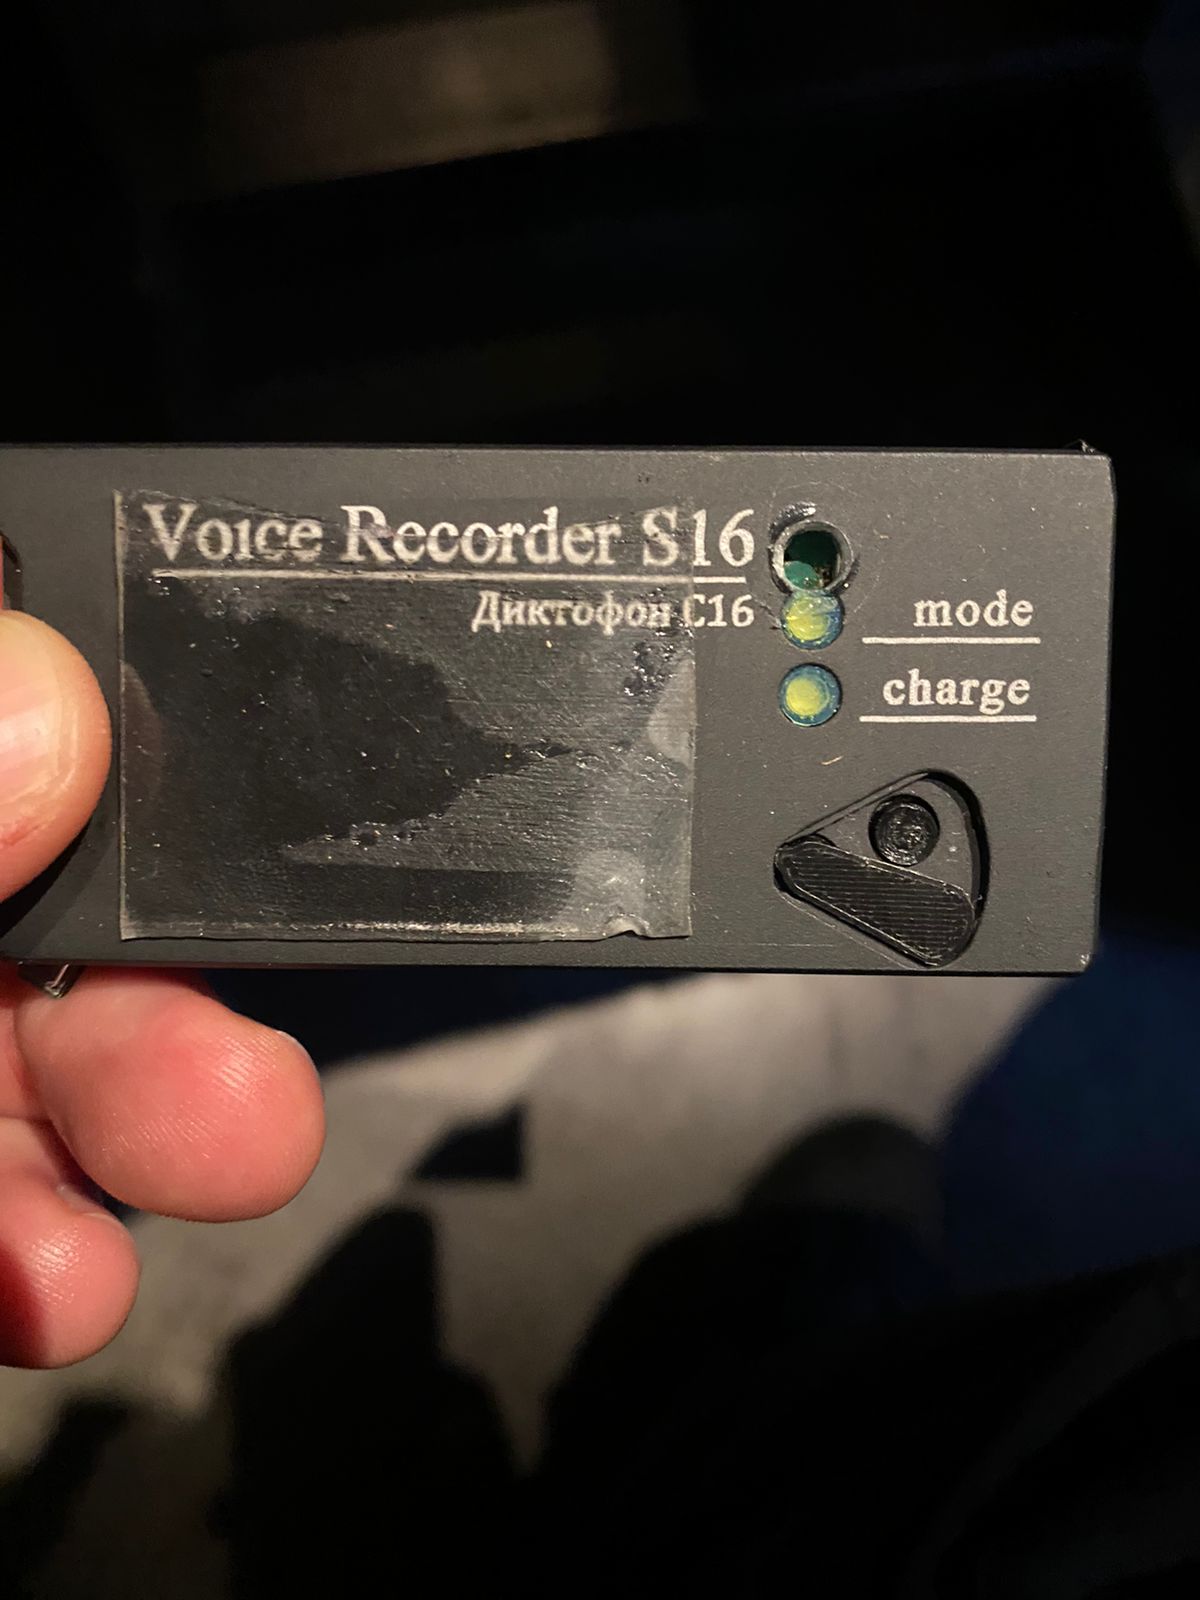 Voice Recorder S16
Диктофон С16
mode
charge